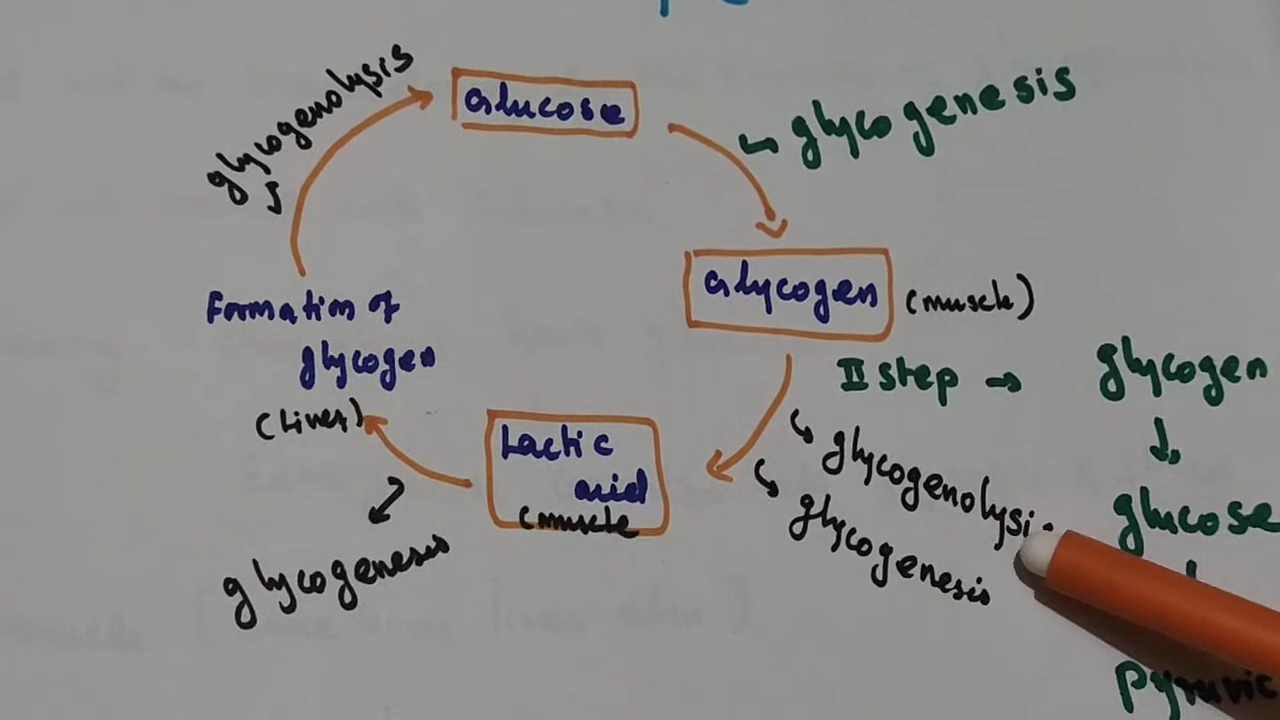 Glucose
glycogenolysis
glycogenesis
Glycogen (muscle)
Formation of
glycogen
(Liver)
II step → glycogen
Lactic
acid
(muscle
glycogenolysi
glycogenesis
glucose
glycogenesis
pyruvic